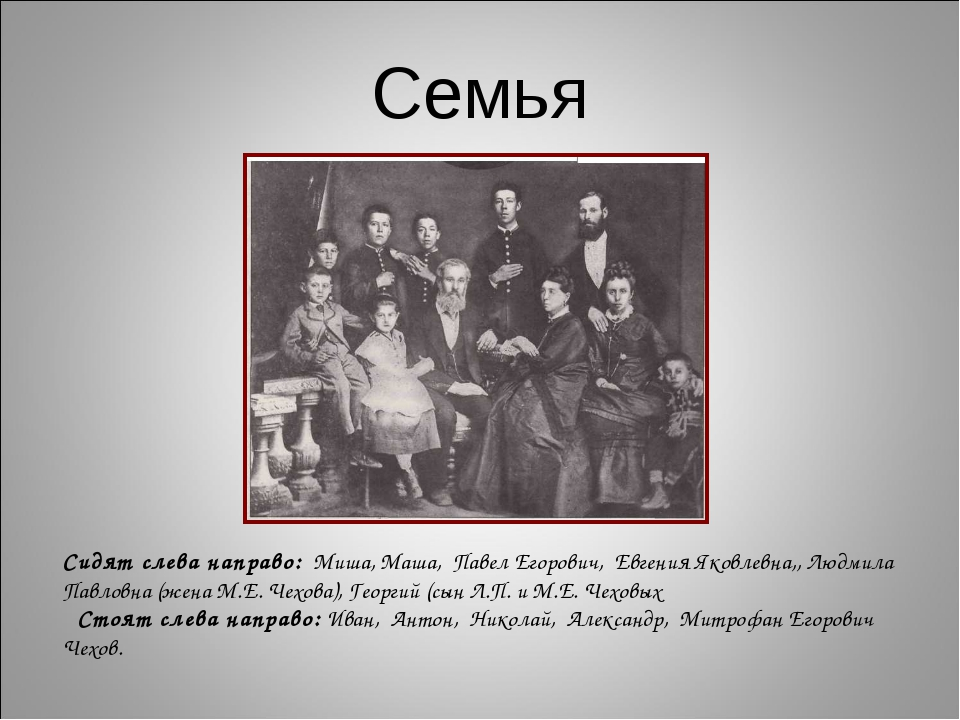 Семья
Сидят слева направо: Миша, Маша, Павел Егорович, Евгения Яковлевна,, Людмила
Павловна (жена М.Е. Чехова), Георгий (сын Л.П. и М.Е. Чеховых
Стоят слева направо: Иван, Антон, Николай, Александр, Митрофан Егорович
Чехов.